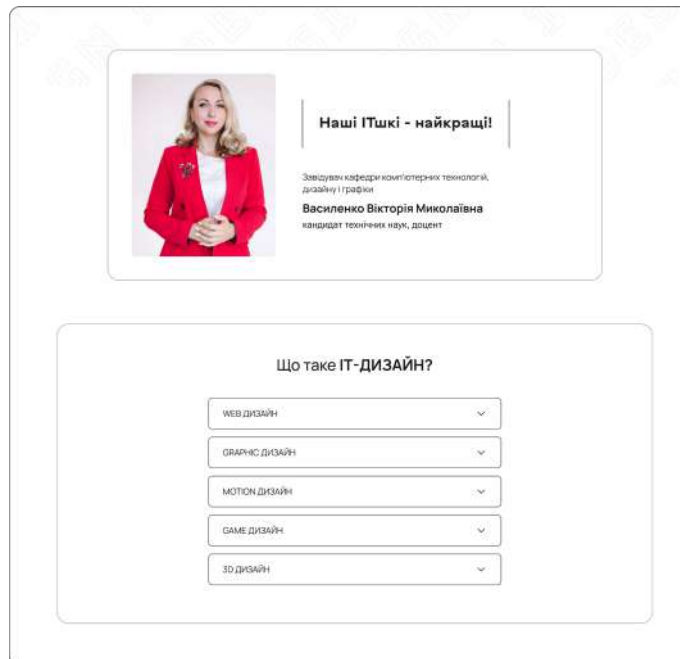 Наші ІТшкі - найкращі!
Завідувач кафедри комп'ютерних технологій,
дизайну і графіки
Василенко Вікторія Миколаївна
кандидат технічних наук, доцент
Що таке ІТ-ДИЗАЙН?
WEB ДИЗАЙН
GRAPHIC ДИЗАЙН
MOTION ДИЗАЙН
GAME ДИЗАЙН
3D ДИЗАЙН